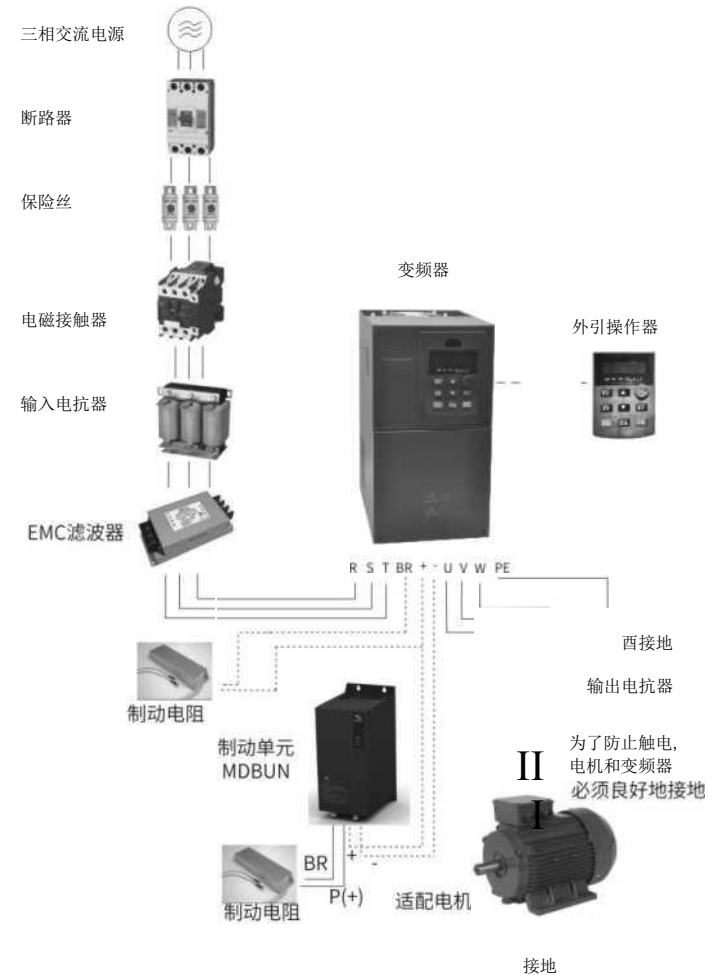 三相交流电源
断路器
保险丝
变频器
电磁接触器
外引操作器
输入电抗器
EMC滤波器
R S T BR + - U V W PE
酉接地
制动电阻
输出电抗器
制动单元
MDBUN
为了防止触电,
电机和变频器
必须良好地接地
II
I
BR + -
P(+)
制动电阻
适配电机
接地